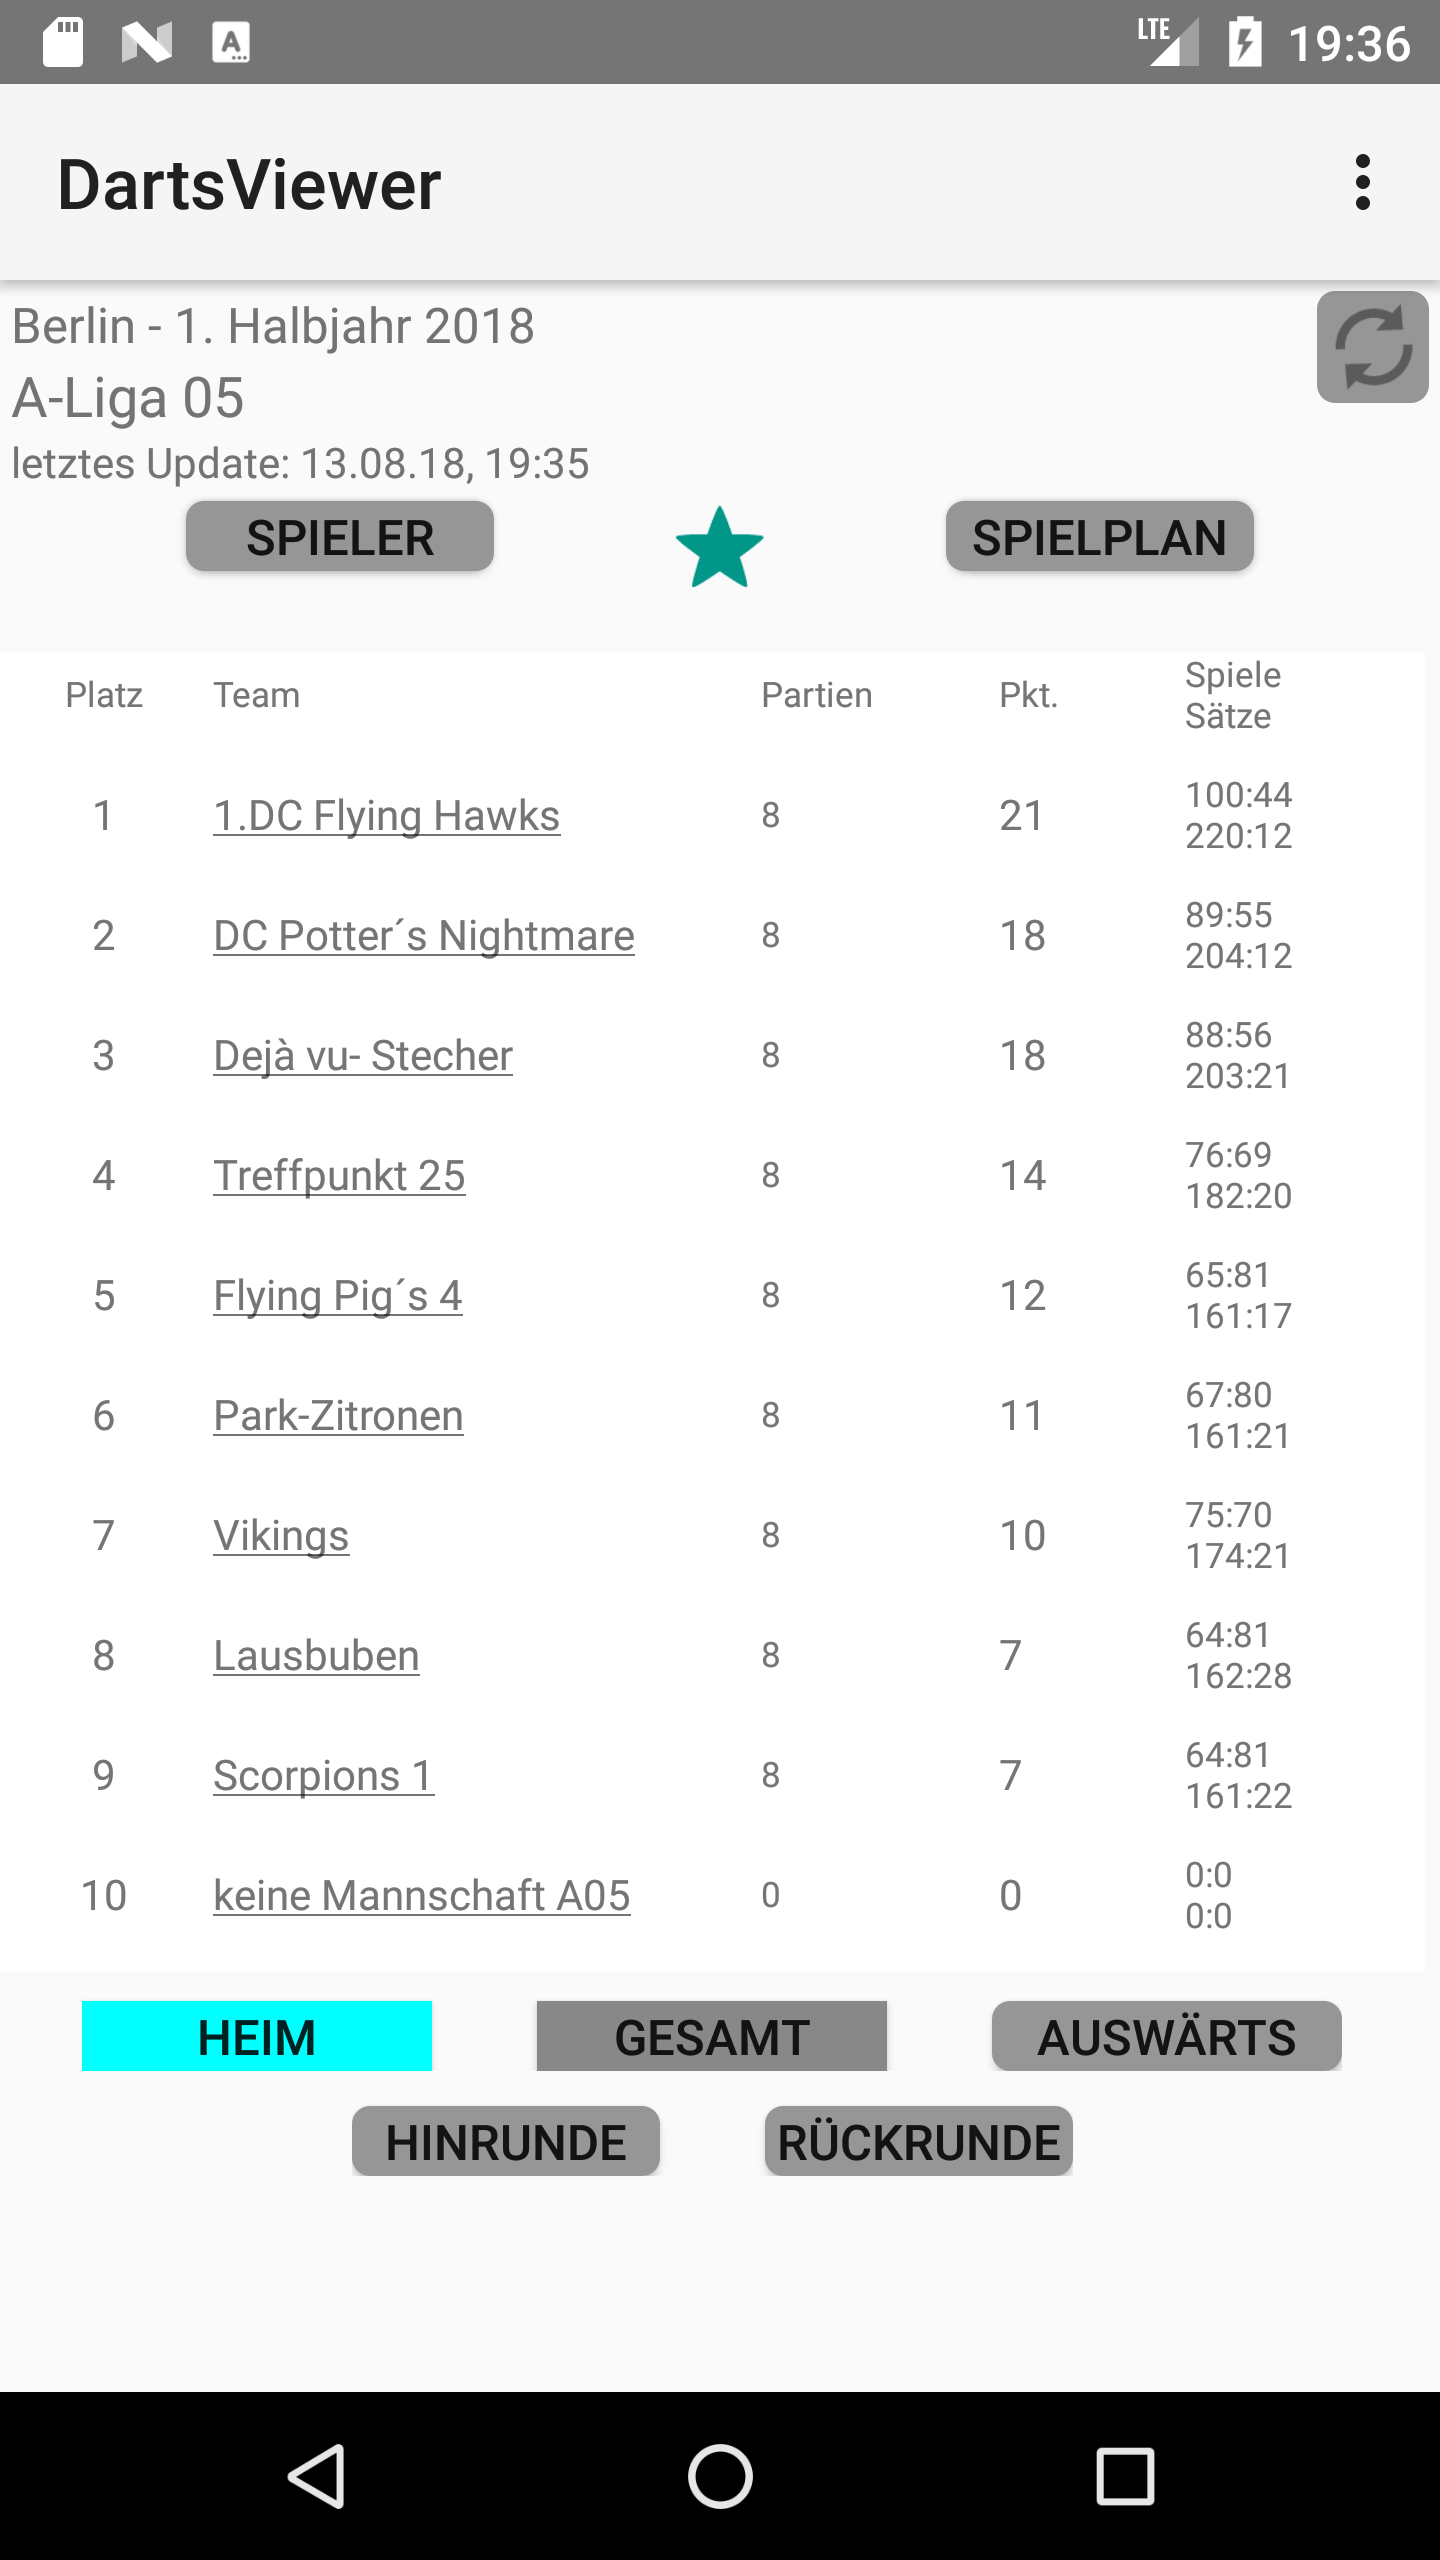 LTE 19:36
DartsViewer
Berlin - 1. Halbjahr 2018
A-Liga 05
letztes Update: 13.08.18, 19:35
SPIELER SPIELPLAN
Platz Team Partien Pkt. Spiele
Sätze
1 1.DC Flying Hawks 8 21 100:44
220:12
2 DC Potter´s Nightmare 8 18 89:55
204:12
3 Dejà vu- Stecher 8 18 88:56
203:21
4 Treffpunkt 25 8 14 76:69
182:20
5 Flying Pig´s 4 8 12 65:81
161:17
6 Park-Zitronen 8 11 67:80
161:21
7 Vikings 8 10 75:70
174:21
8 Lausbuben 8 7 64:81
162:28
9 Scorpions 1 8 7 64:81
161:22
10 keine Mannschaft A05 0 0 0:0
0:0
HEIM GESAMT AUSWÄRTS
HINRUNDE RÜCKRUNDE